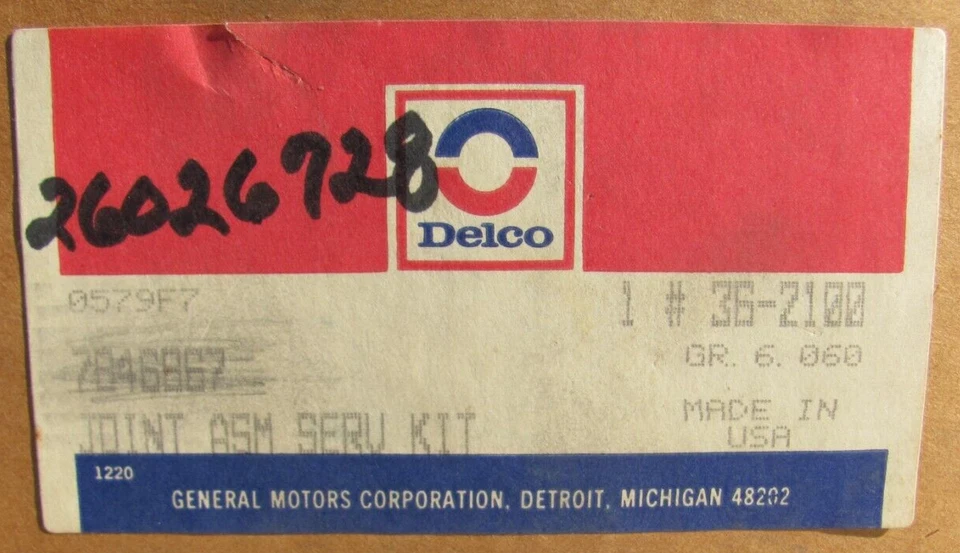 26026728
Delco
0579F7
1 # 36-2100
7846867
GR. 6. 060
JOINT ASM SERV KIT
MADE IN
USA
1220
GENERAL MOTORS CORPORATION, DETROIT, MICHIGAN 48202